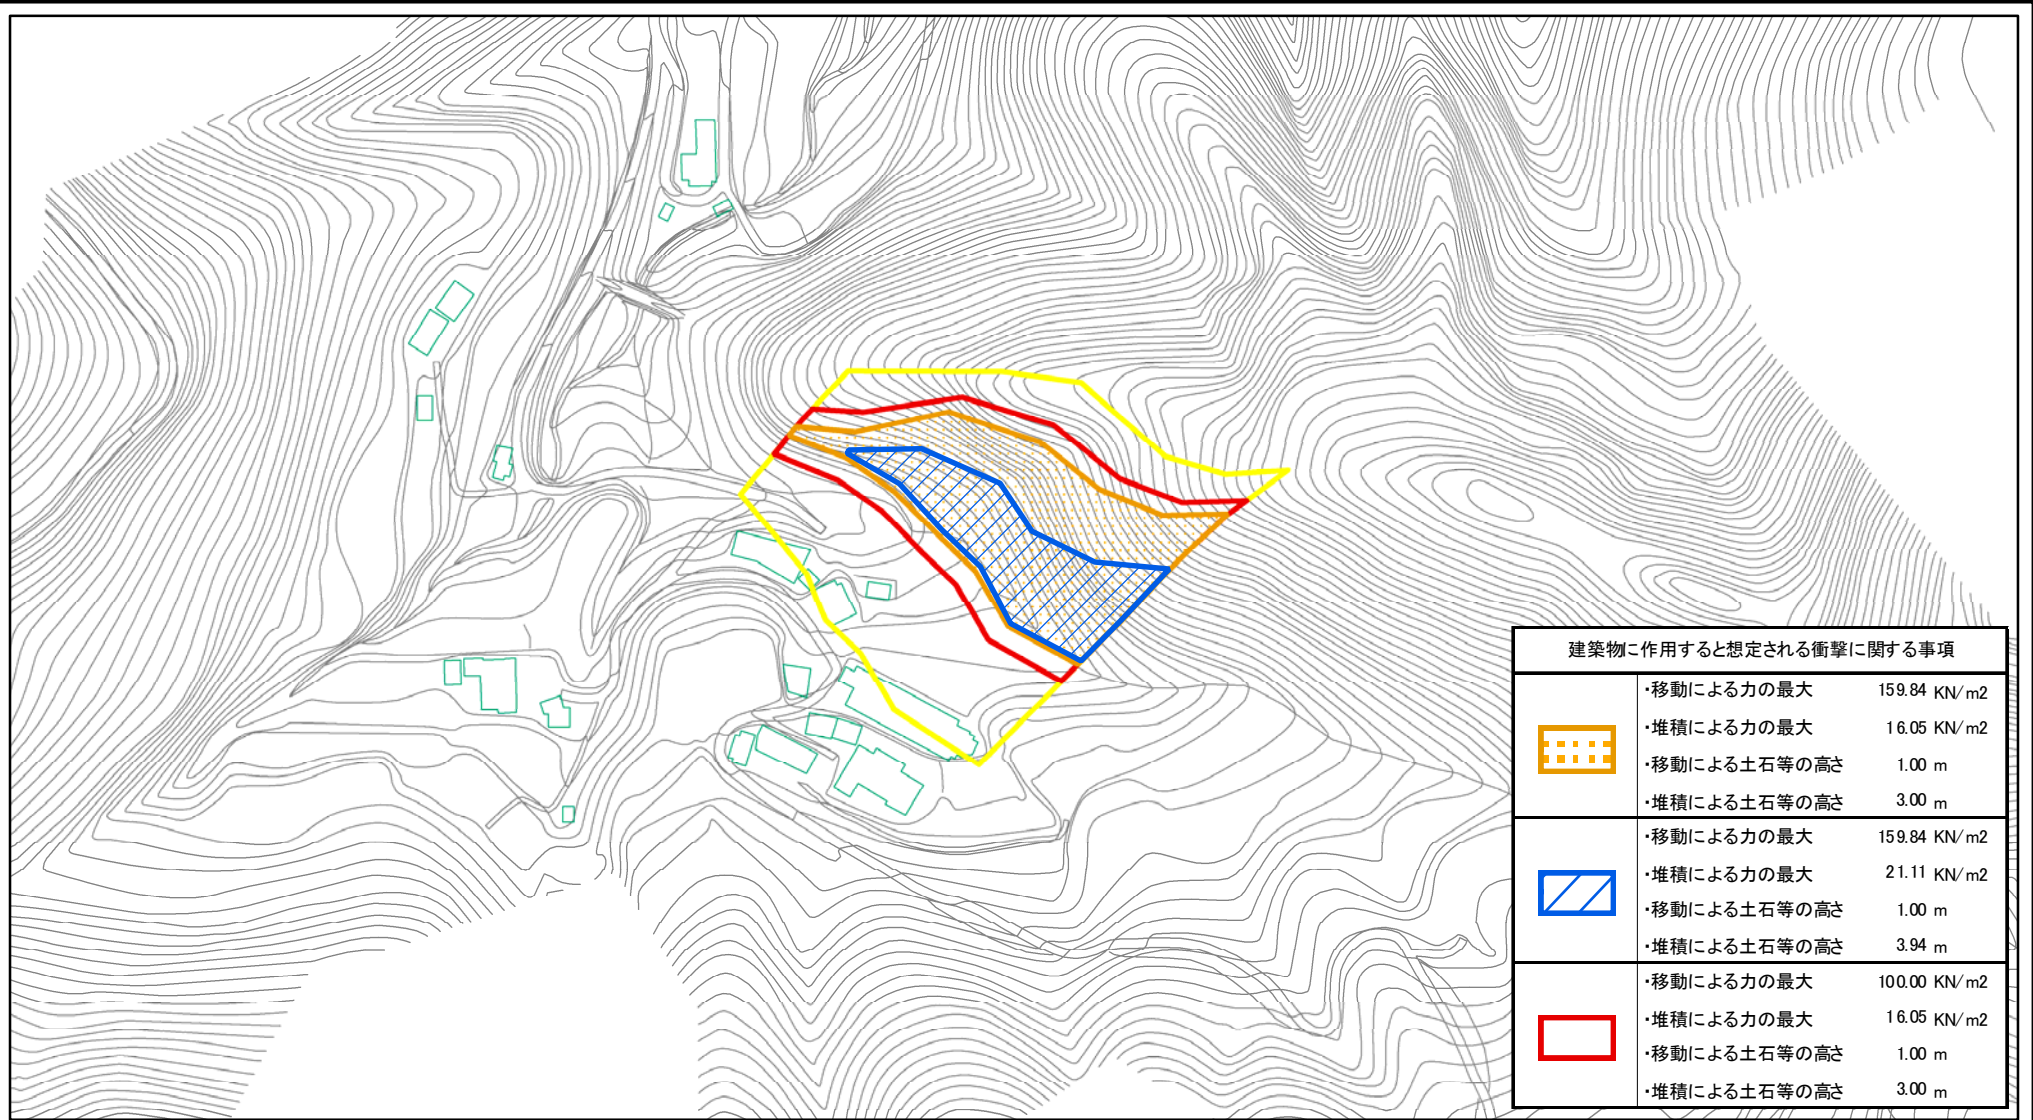 建築物に作用すると想定される衝撃に関する事項
・移動による力の最大 159.84 KN/m2
・堆積による力の最大 16.05 KN/m2
・移動による土石等の高さ 1.00 m
・堆積による土石等の高さ 3.00 m
・移動による力の最大 159.84 KN/m2
・堆積による力の最大 21.11 KN/m2
・移動による土石等の高さ 1.00 m
・堆積による土石等の高さ 3.94 m
・移動による力の最大 100.00 KN/m2
・堆積による力の最大 16.05 KN/m2
・移動による土石等の高さ 1.00 m
・堆積による土石等の高さ 3.00 m